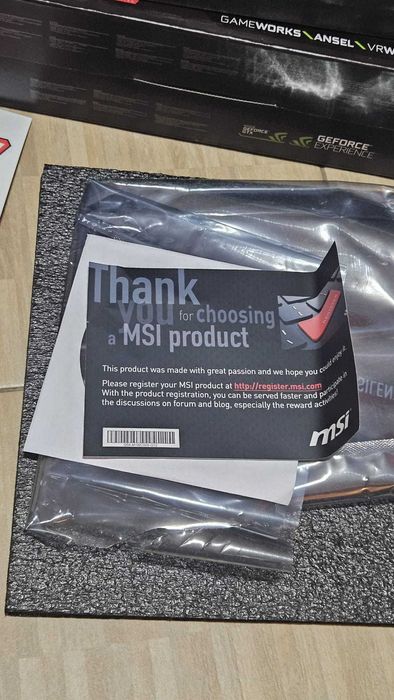 GAMEWORKS \ ANSEL \ VRW
GEFORCE GTX
GEFORCE
EXPERIENCE
Thank
you for choosing
a MSI product
This product was made with great passion and we hope you could enjoy it.
Please register your MSI product at http://register.msi.com
With the product registration, you can be served faster and participate in
the discussions on forum and blog, especially the reward activities!
msi
SILEN